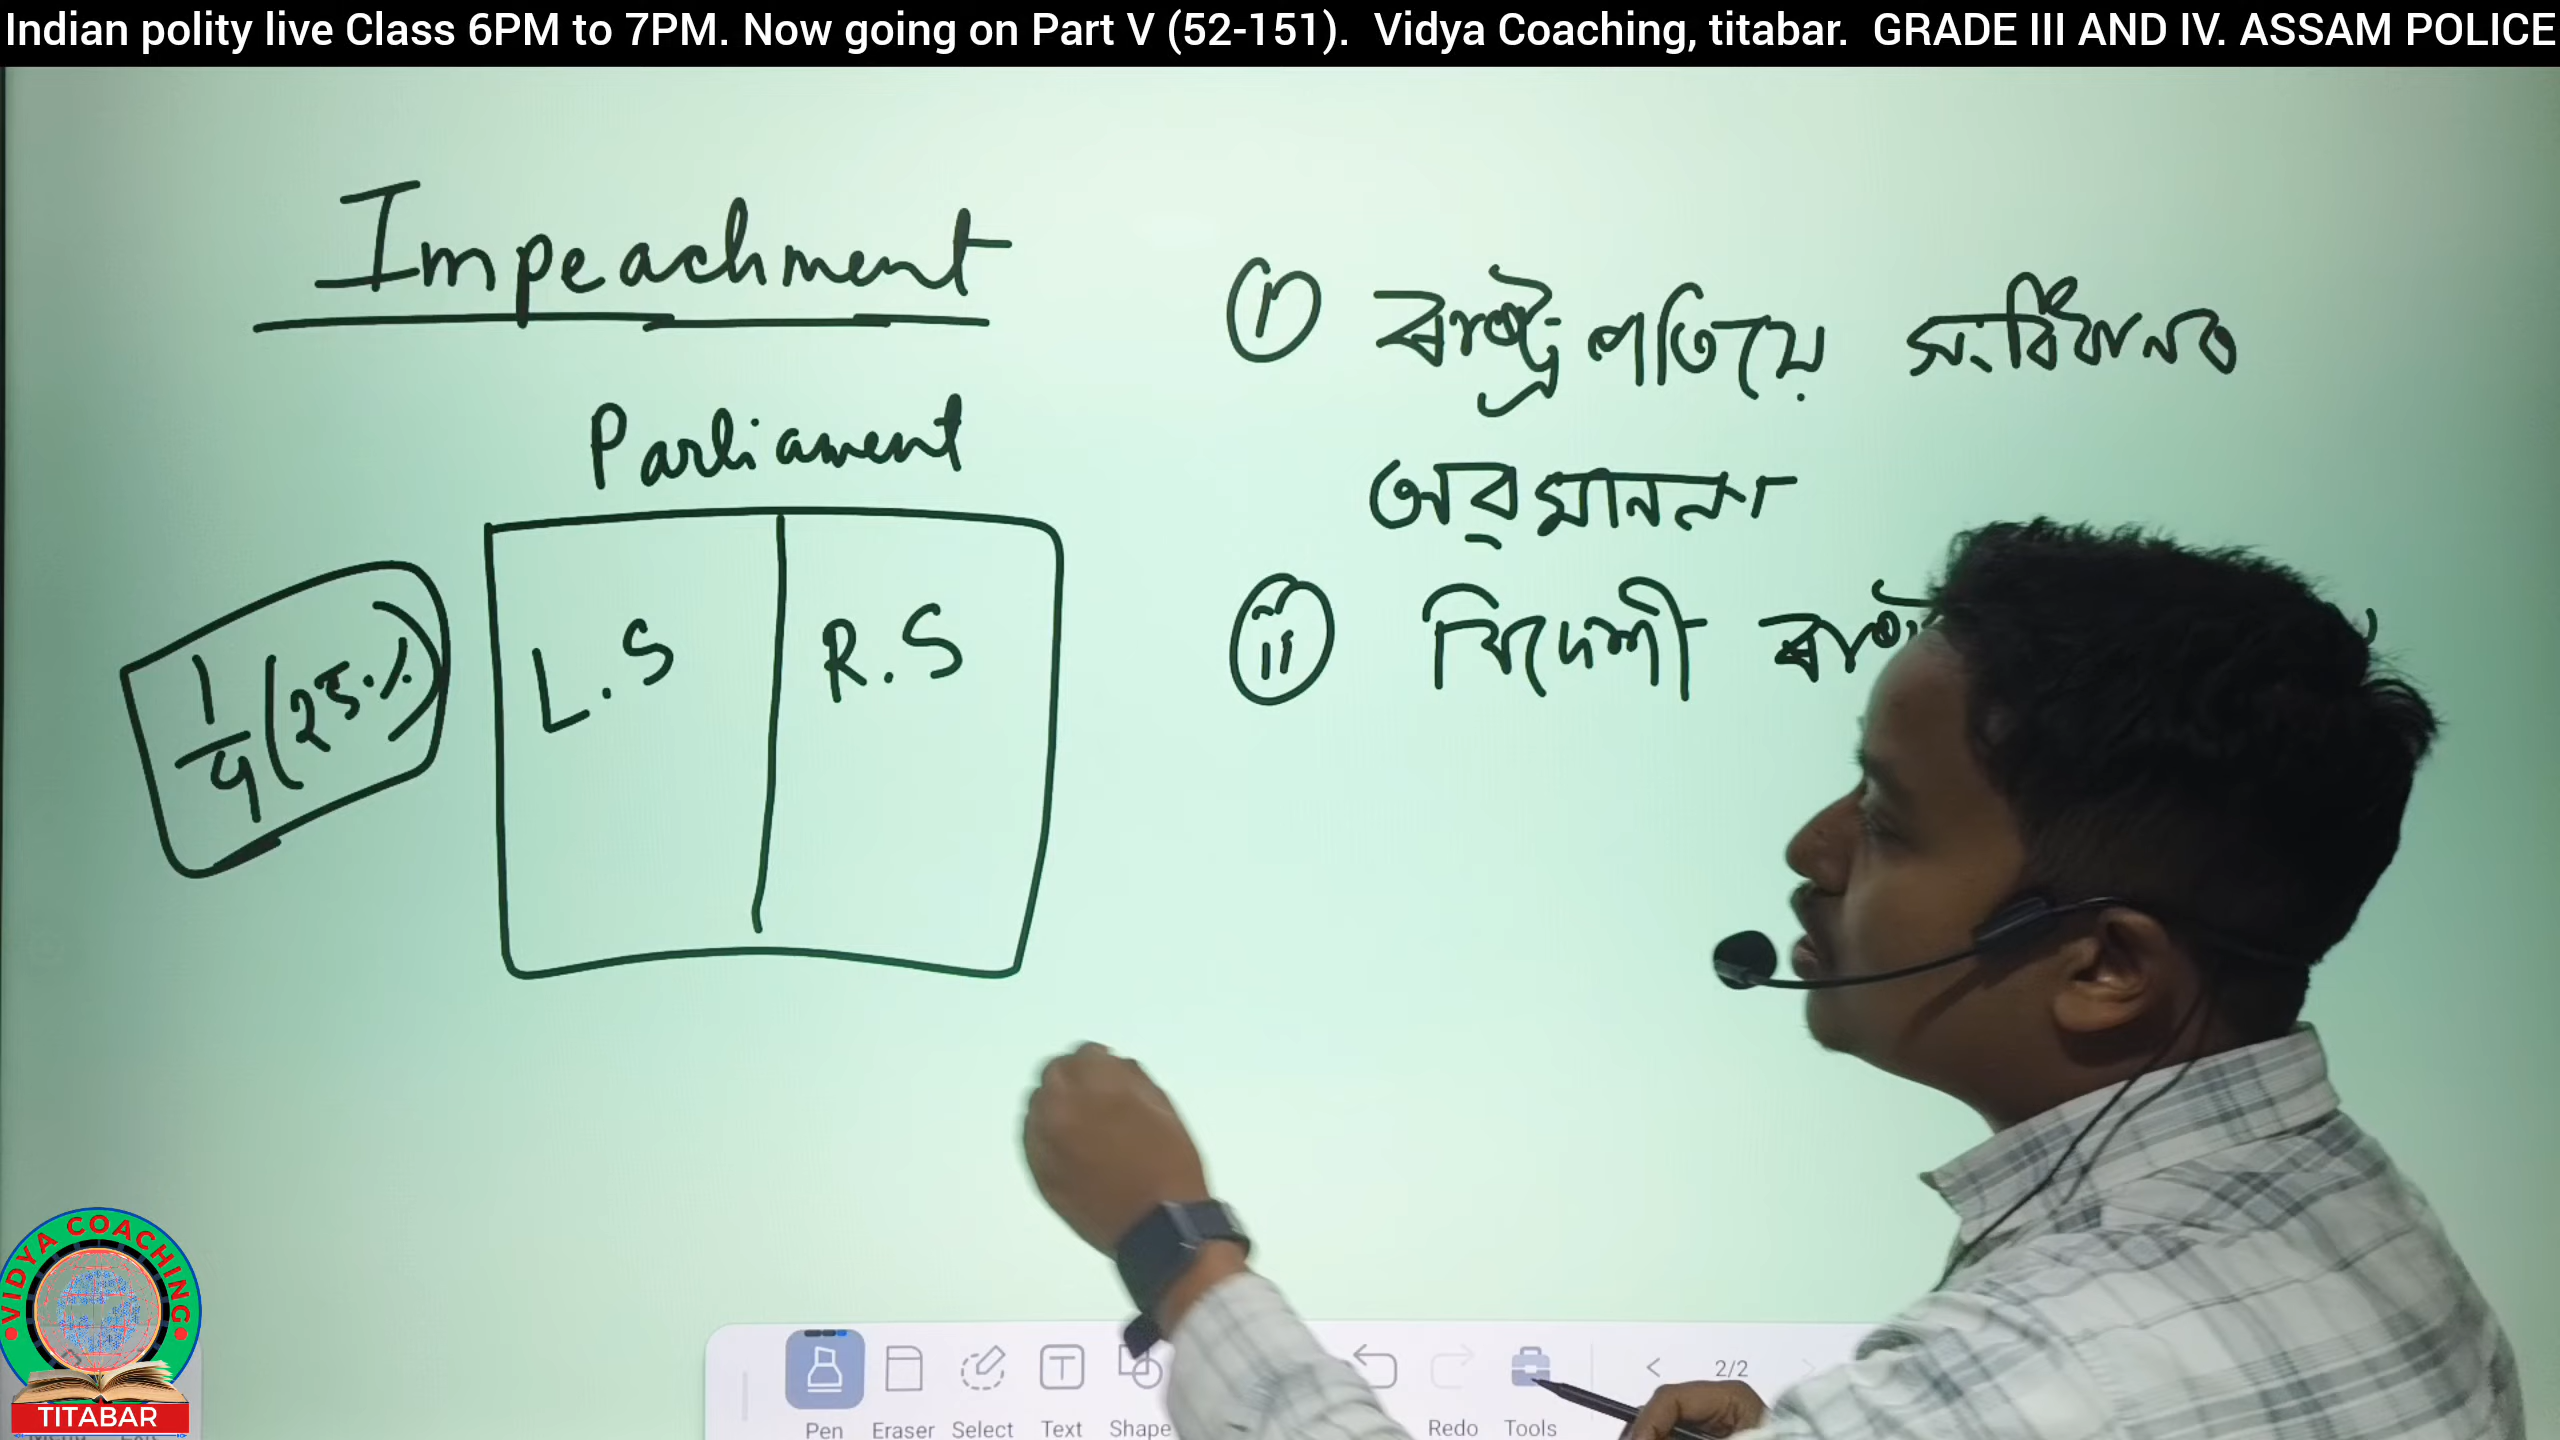 Indian polity live Class 6PM to 7PM. Now going on Part V (52-151). Vidya Coaching, titabar. GRADE III AND IV. ASSAM POLICE
Impeachment
Parliament
L.S
R.S
1/4 (25%)
(i) ৰাষ্ট্ৰপতিয়ে সংবিধানৰ
অৱমাননা
(ii) বিদেশী
VIDYA COACHING
TITABAR
Pen
Eraser
Select
Text
Shape
Redo
Tools
<
2/2
>